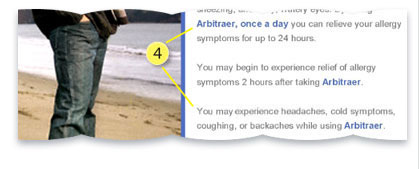 Arbitraer, once a day you can relieve your allergy
symptoms for up to 24 hours.
4
You may begin to experience relief of allergy
symptoms 2 hours after taking Arbitraer.
You may experience headaches, cold symptoms,
coughing, or backaches while using Arbitraer.